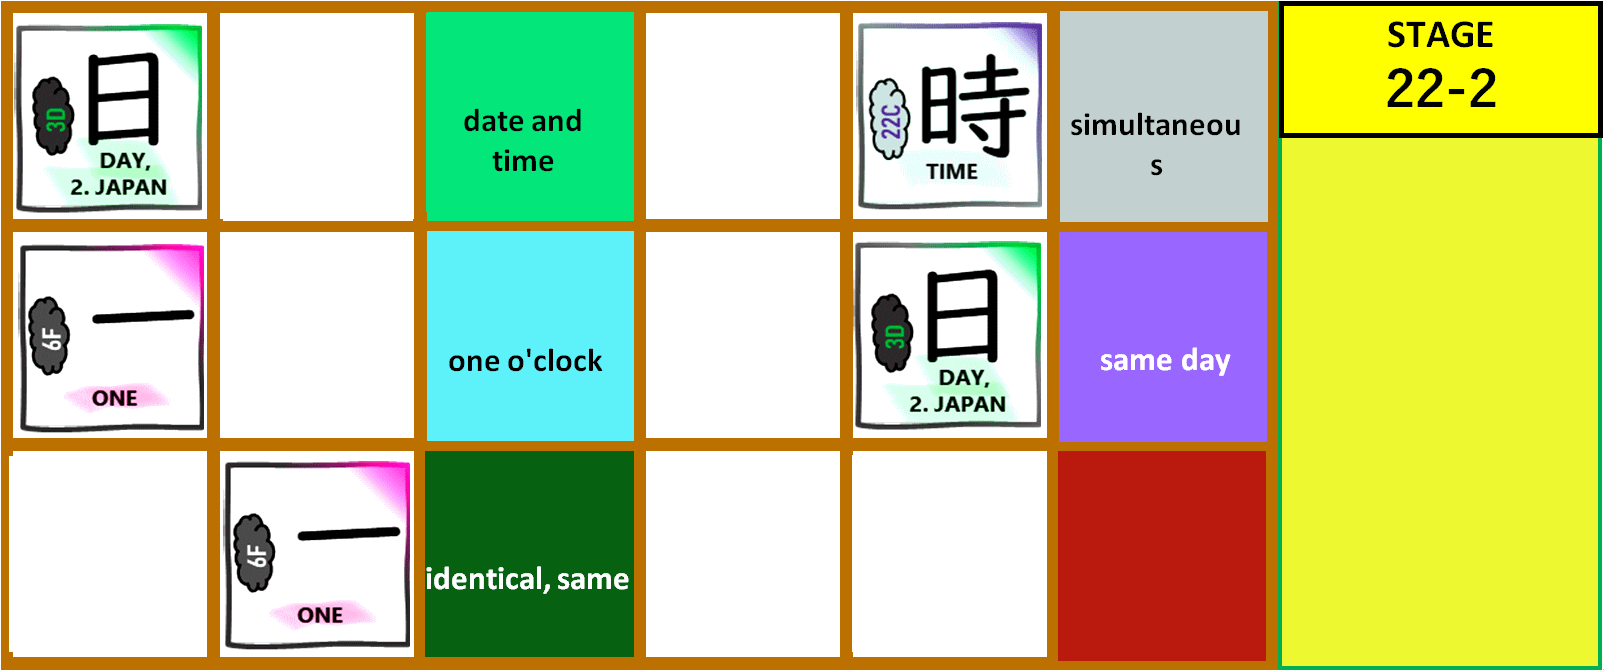 日
3D
DAY,
2. JAPAN
date and
time
時
22C
TIME
simultaneou
s
STAGE
22-2
一
6F
ONE
one o'clock
日
3D
DAY,
2. JAPAN
same day
一
6F
ONE
identical, same